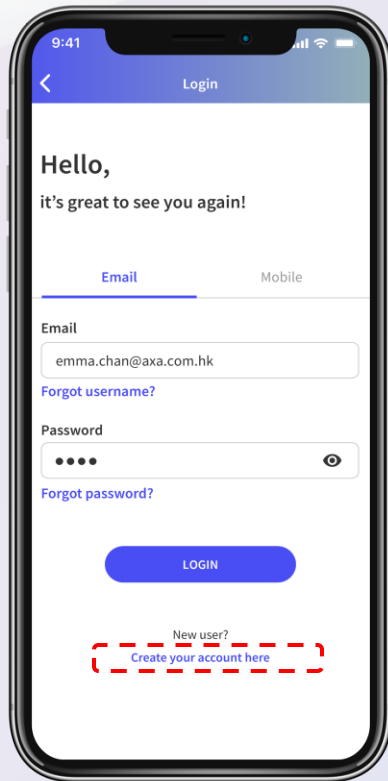 9:41
Login
Hello,
it's great to see you again!
Email Mobile
Email
emma.chan@axa.com.hk
Forgot username?
Password
Forgot password?
LOGIN
New user?
Create your account here